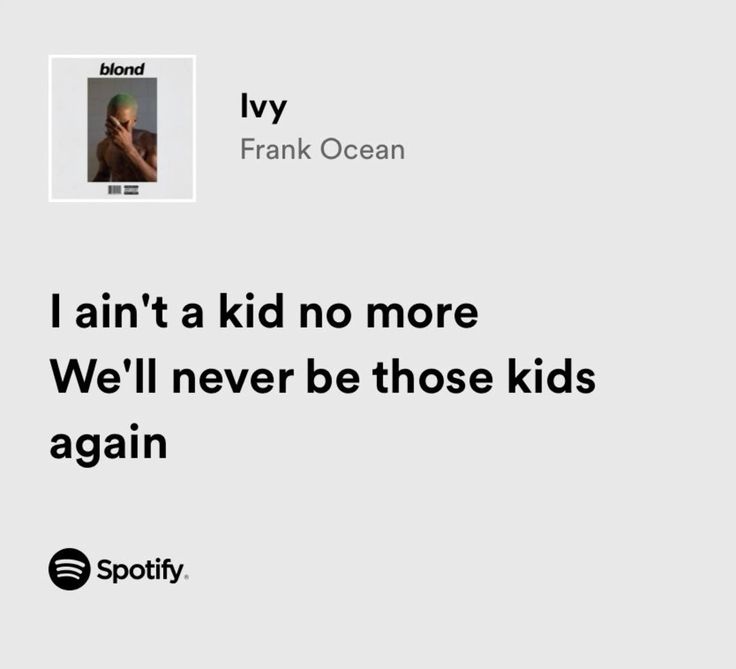 blond
Ivy
Frank Ocean
I ain't a kid no more
We'll never be those kids
again
Spotify®